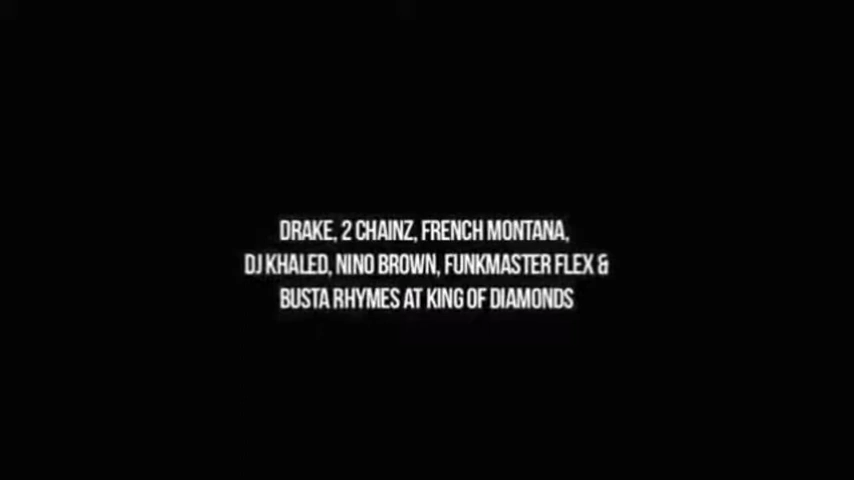 DRAKE, 2 CHAINZ, FRENCH MONTANA,
DJ KHALED, NINO BROWN, FUNKMASTER FLEX &
BUSTA RHYMES AT KING OF DIAMONDS